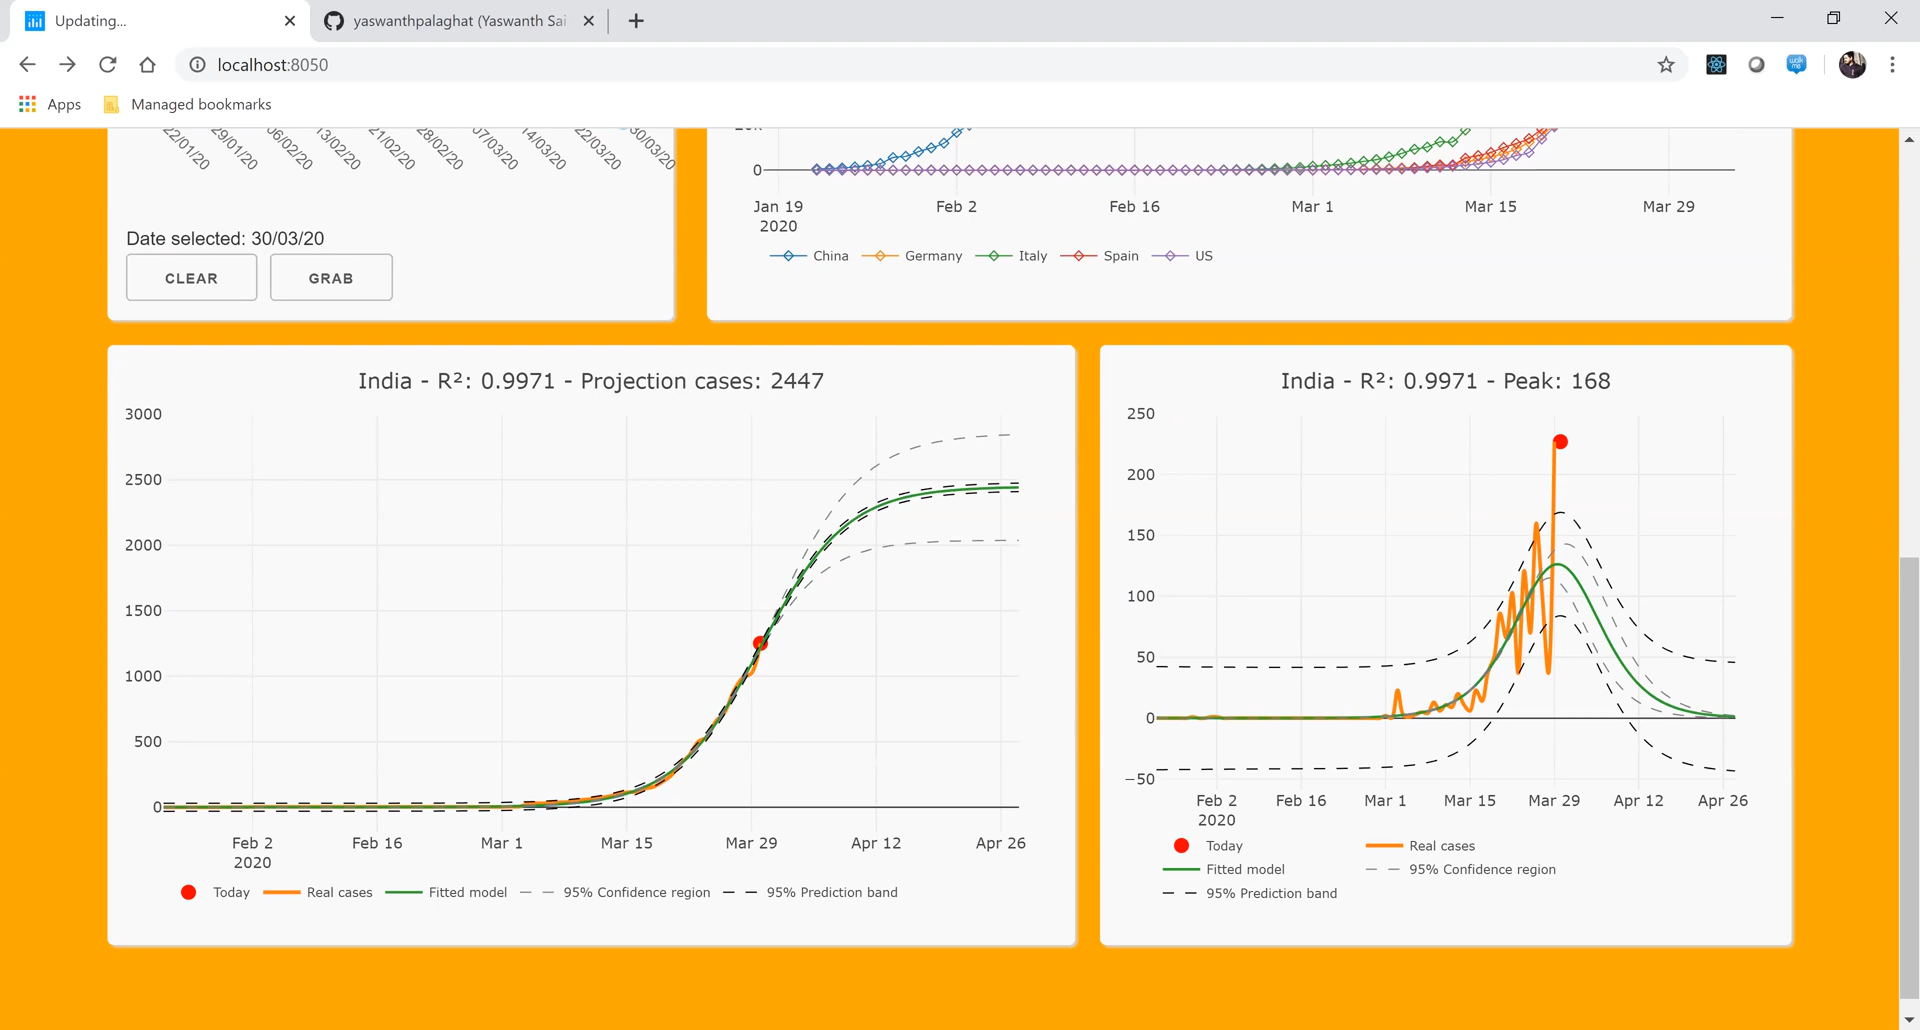 Updating...
yaswanthpalaghat (Yaswanth Sai
localhost:8050
Apps
Managed bookmarks
22/01/20 29/01/20 06/02/20 13/02/20 21/02/20 28/02/20 07/03/20 14/03/20 22/03/20 30/03/20
Date selected: 30/03/20
CLEAR GRAB
0
Jan 19 Feb 2 Feb 16 Mar 1 Mar 15 Mar 29
2020
China Germany Italy Spain US
India - R²: 0.9971 - Projection cases: 2447
3000
2500
2000
1500
1000
500
0
Feb 2 Feb 16 Mar 1 Mar 15 Mar 29 Apr 12 Apr 26
2020
Today Real cases Fitted model 95% Confidence region 95% Prediction band
India - R²: 0.9971 - Peak: 168
250
200
150
100
50
0
−50
Feb 2 Feb 16 Mar 1 Mar 15 Mar 29 Apr 12 Apr 26
2020
Today Real cases
Fitted model 95% Confidence region
95% Prediction band